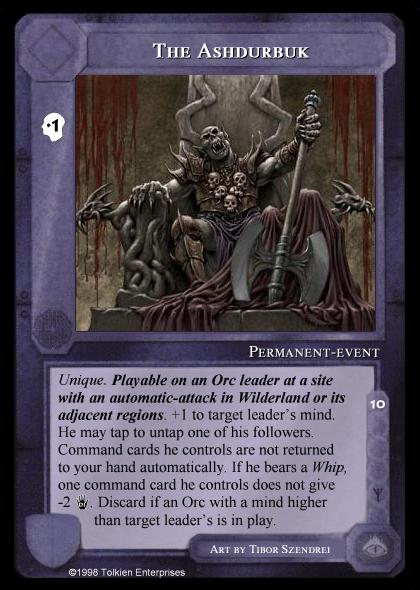 The Ashdurbuk
+1
Permanent-event
Unique. Playable on an Orc leader at a site
with an automatic-attack in Wilderland or its
adjacent regions. +1 to target leader's mind.
He may tap to untap one of his followers.
Command cards he controls are not returned
to your hand automatically. If he bears a Whip,
one command card he controls does not give
-2 . Discard if an Orc with a mind higher
than target leader's is in play.
10
Art by Tibor Szendrei
©1998 Tolkien Enterprises